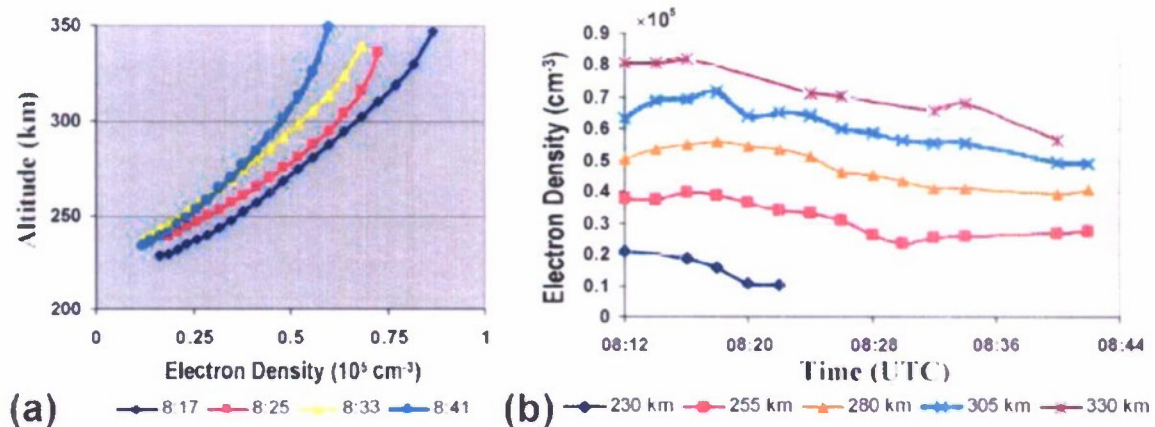 350
300
250
200
Altitude (km)
0 0.25 0.5 0.75 1
Electron Density (10⁵ cm⁻³)
(a) 8:17 8:25 8:33 8:41
×10⁵
0.9
0.8
0.7
0.6
0.5
0.4
0.3
0.2
0.1
0
Electron Density (cm⁻³)
08:12 08:20 08:28 08:36 08:44
Time (UTC)
(b) 230 km 255 km 280 km 305 km 330 km